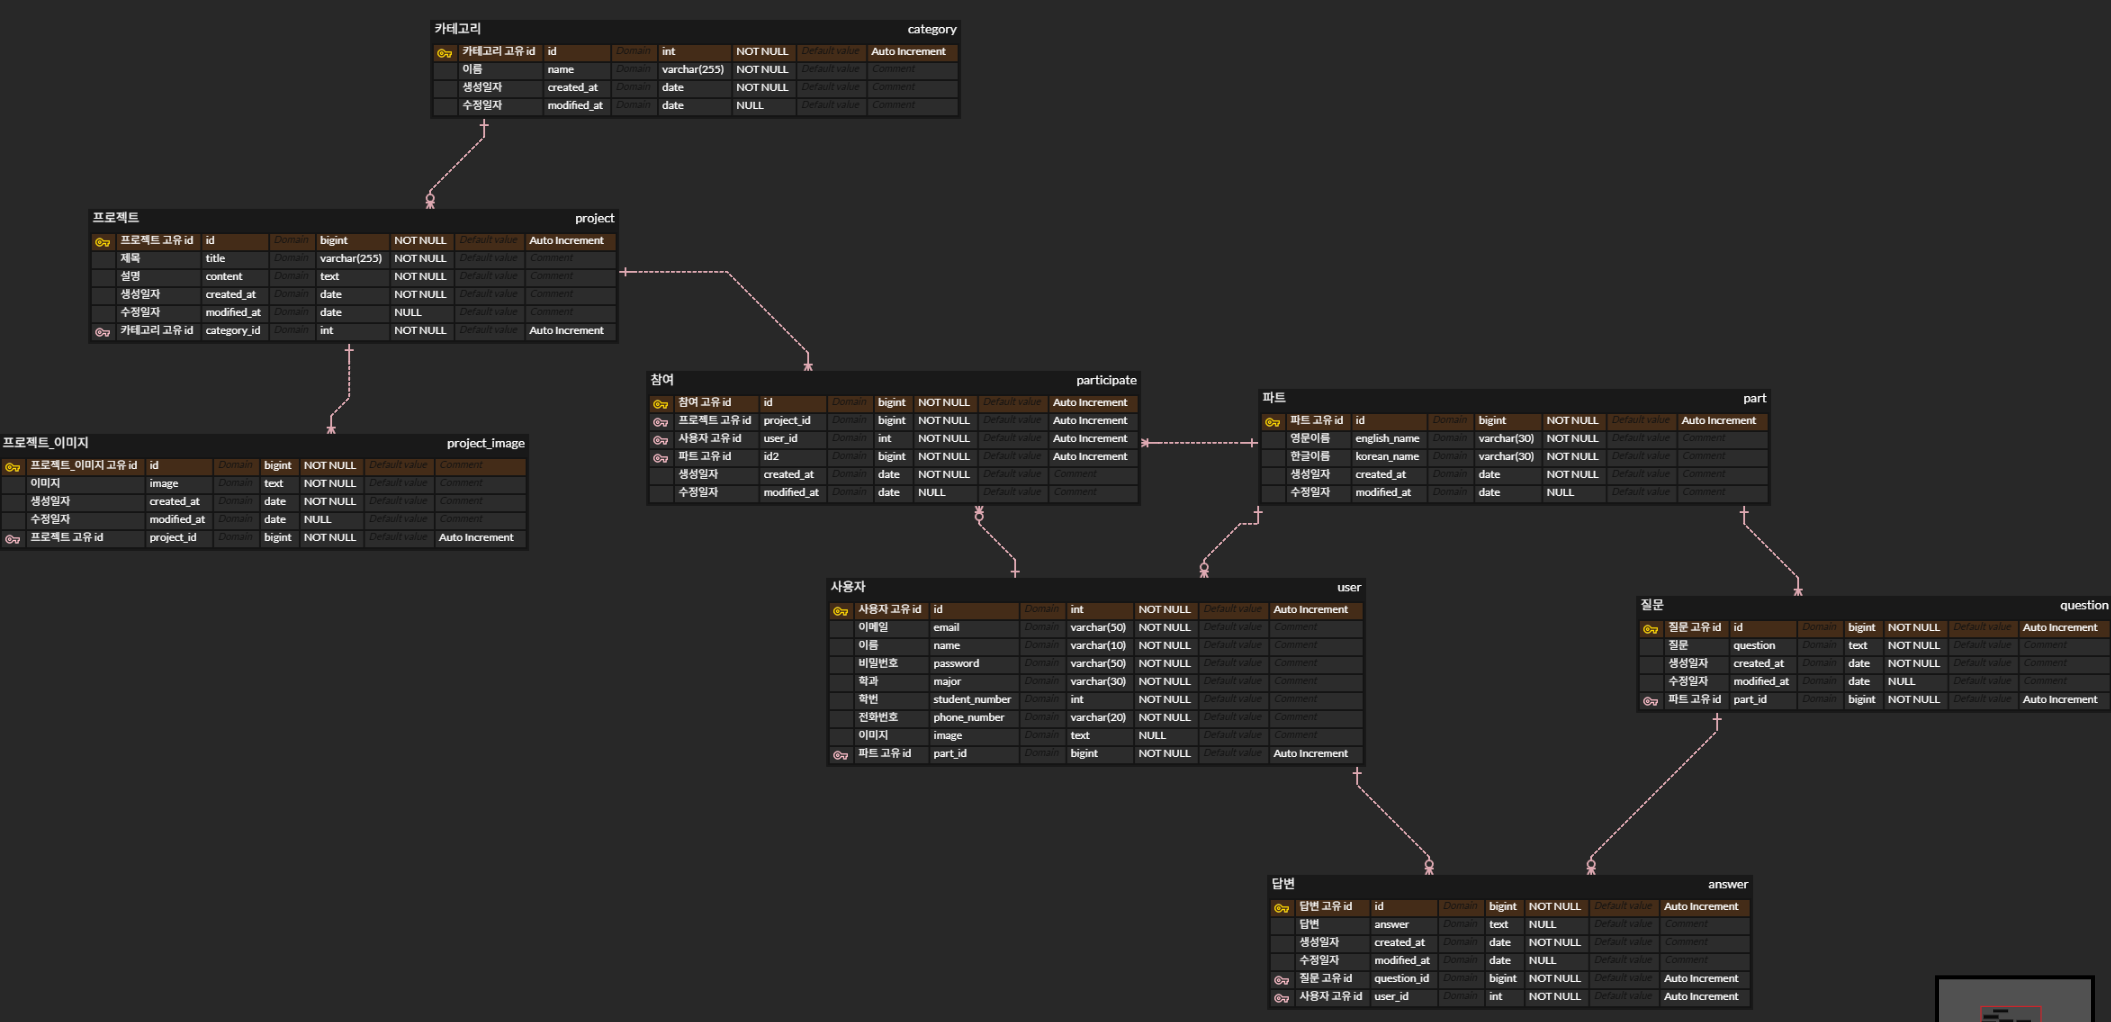 카테고리 category
카테고리 고유 id id Domain int NOT NULL Default value Auto Increment
이름 name Domain varchar(255) NOT NULL Default value Comment
생성일자 created_at Domain date NOT NULL Default value Comment
수정일자 modified_at Domain date NULL Default value Comment
프로젝트 project
프로젝트 고유 id id Domain bigint NOT NULL Default value Auto Increment
제목 title Domain varchar(255) NOT NULL Default value Comment
설명 content Domain text NOT NULL Default value Comment
생성일자 created_at Domain date NOT NULL Default value Comment
수정일자 modified_at Domain date NULL Default value Comment
카테고리 고유 id category_id Domain int NOT NULL Default value Auto Increment
프로젝트_이미지 project_image
프로젝트_이미지 고유 id id Domain bigint NOT NULL Default value Comment
이미지 image Domain text NOT NULL Default value Comment
생성일자 created_at Domain date NOT NULL Default value Comment
수정일자 modified_at Domain date NULL Default value Comment
프로젝트 고유 id project_id Domain bigint NOT NULL Default value Auto Increment
참여 participate
참여 고유 id id Domain bigint NOT NULL Default value Auto Increment
프로젝트 고유 id project_id Domain bigint NOT NULL Default value Auto Increment
사용자 고유 id user_id Domain int NOT NULL Default value Auto Increment
파트 고유 id id2 Domain bigint NOT NULL Default value Auto Increment
생성일자 created_at Domain date NOT NULL Default value Comment
수정일자 modified_at Domain date NULL Default value Comment
파트 part
파트 고유 id id Domain bigint NOT NULL Default value Auto Increment
영문이름 english_name Domain varchar(30) NOT NULL Default value Comment
한글이름 korean_name Domain varchar(30) NOT NULL Default value Comment
생성일자 created_at Domain date NOT NULL Default value Comment
수정일자 modified_at Domain date NULL Default value Comment
사용자 user
사용자 고유 id id Domain int NOT NULL Default value Auto Increment
이메일 email Domain varchar(50) NOT NULL Default value Comment
이름 name Domain varchar(10) NOT NULL Default value Comment
비밀번호 password Domain varchar(50) NOT NULL Default value Comment
학과 major Domain varchar(30) NOT NULL Default value Comment
학번 student_number Domain int NOT NULL Default value Comment
전화번호 phone_number Domain varchar(20) NOT NULL Default value Comment
이미지 image Domain text NULL Default value Comment
파트 고유 id part_id Domain bigint NOT NULL Default value Auto Increment
질문 question
질문 고유 id id Domain bigint NOT NULL Default value Auto Increment
질문 question Domain text NOT NULL Default value Comment
생성일자 created_at Domain date NOT NULL Default value Comment
수정일자 modified_at Domain date NULL Default value Comment
파트 고유 id part_id Domain bigint NOT NULL Default value Auto Increment
답변 answer
답변 고유 id id Domain bigint NOT NULL Default value Auto Increment
답변 answer Domain text NULL Default value Comment
생성일자 created_at Domain date NOT NULL Default value Comment
수정일자 modified_at Domain date NULL Default value Comment
질문 고유 id question_id Domain bigint NOT NULL Default value Auto Increment
사용자 고유 id user_id Domain int NOT NULL Default value Auto Increment